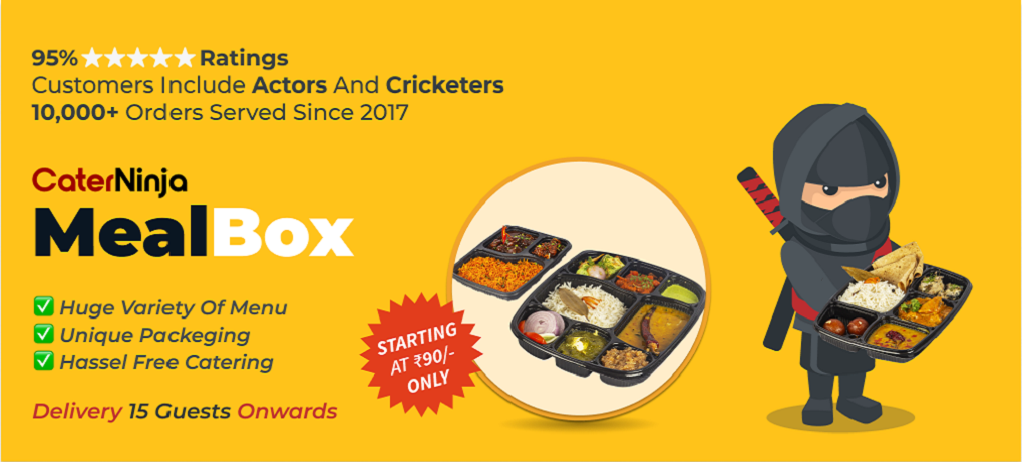 95% ★★★★★ Ratings
Customers Include Actors And Cricketers
10,000+ Orders Served Since 2017
CaterNinja
MealBox
✅ Huge Variety Of Menu
✅ Unique Packeging
✅ Hassel Free Catering
Delivery 15 Guests Onwards
STARTING
AT ₹90/-
ONLY